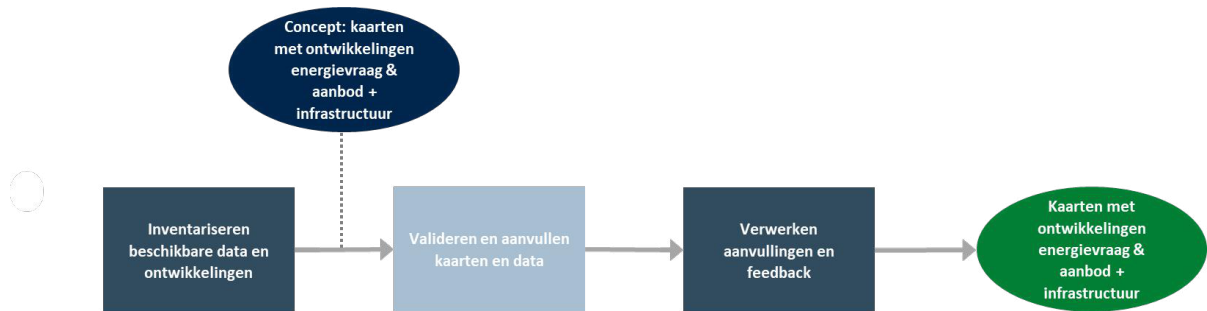 Concept: kaarten
met ontwikkelingen
energievraag &
aanbod +
infrastructuur
Inventariseren
beschikbare data en
ontwikkelingen
Valideren en aanvullen
kaarten en data
Verwerken
aanvullingen en
feedback
Kaarten met
ontwikkelingen
energievraag &
aanbod +
infrastructuur